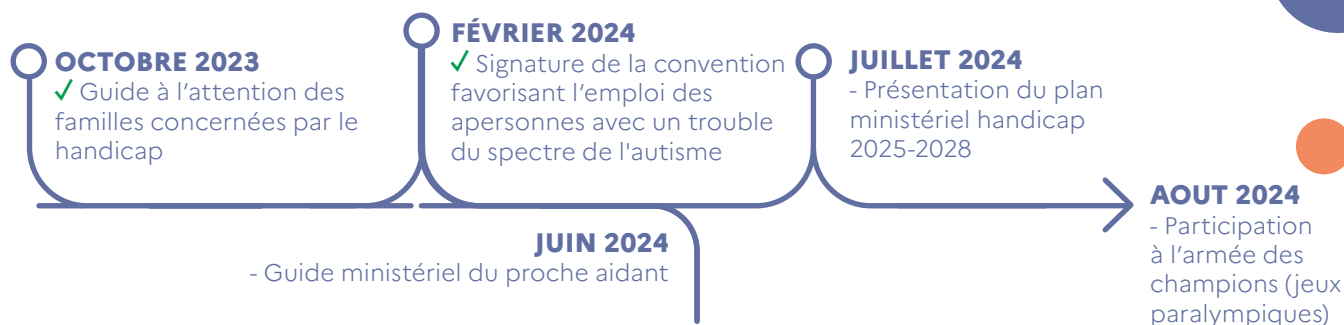 OCTOBRE 2023
✓ Guide à l'attention des
familles concernées par le
handicap
FÉVRIER 2024
✓ Signature de la convention
favorisant l'emploi des
apersonnes avec un trouble
du spectre de l'autisme
JUIN 2024
- Guide ministériel du proche aidant
JUILLET 2024
- Présentation du plan
ministériel handicap
2025-2028
AOUT 2024
- Participation
à l'armée des
champions (jeux
paralympiques)